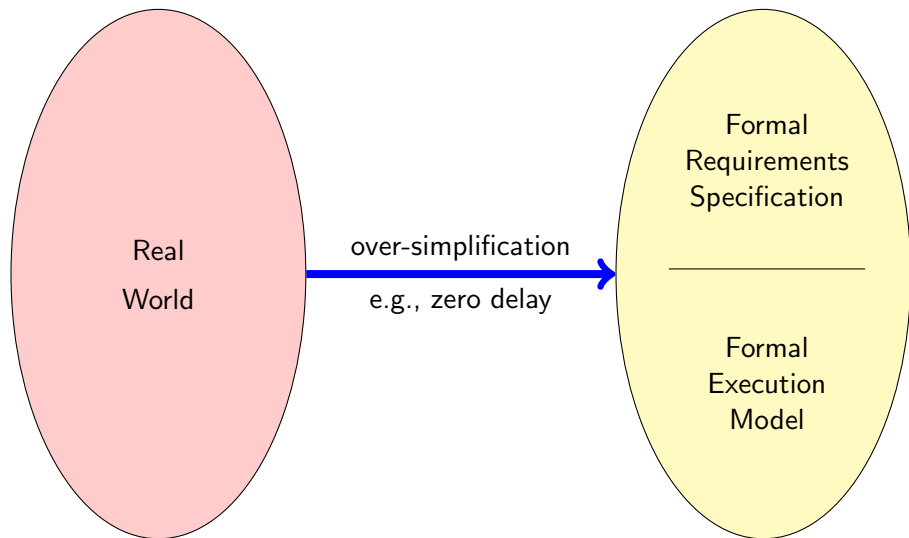 Real
World
over-simplification
e.g., zero delay
Formal
Requirements
Specification
Formal
Execution
Model